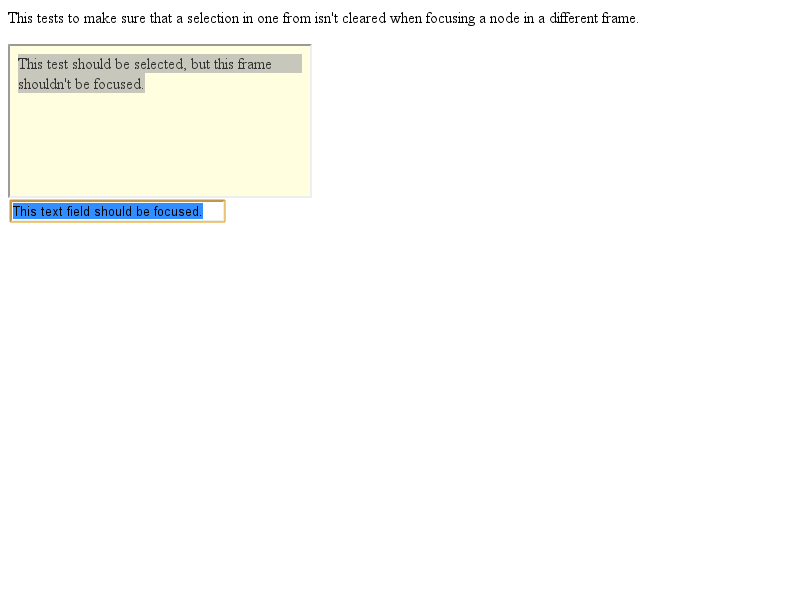 This tests to make sure that a selection in one from isn't cleared when focusing a node in a different frame.
This test should be selected, but this frame
shouldn't be focused.
This text field should be focused.